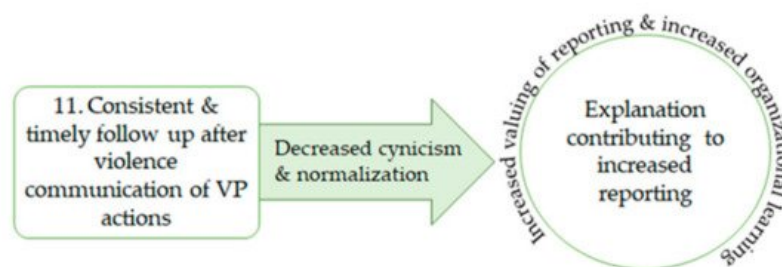 11. Consistent &
timely follow up after
violence
communication of VP
actions
Decreased cynicism
& normalization
Increased valuing of reporting & increased organizational learning
Explanation
contributing to
increased
reporting